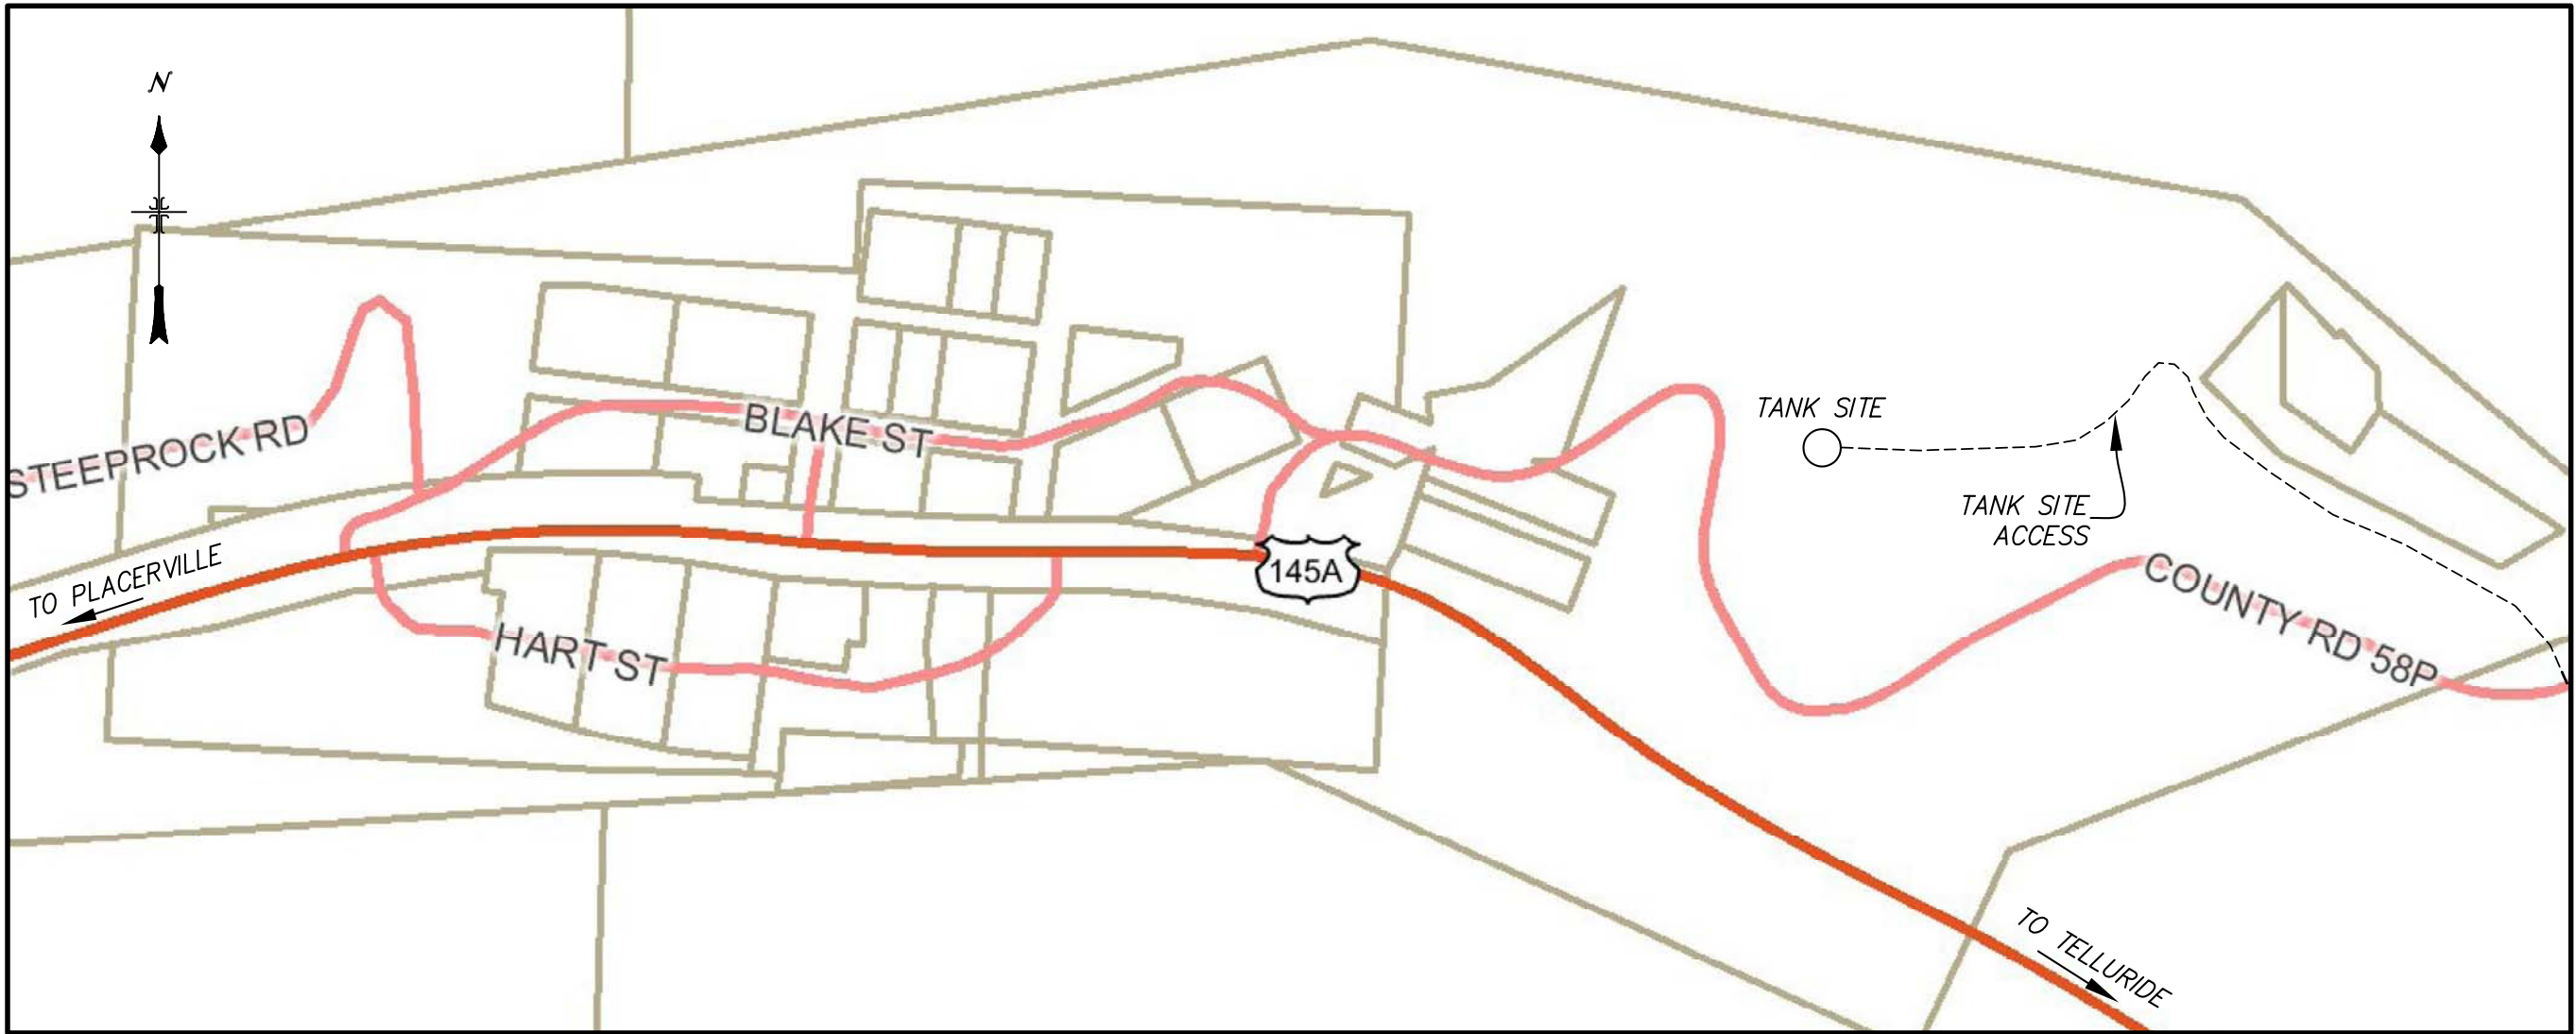 N
TANK SITE
BLAKE ST
STEEPROCK RD
TANK SITE
ACCESS
TO PLACERVILLE
145A
COUNTY RD 58P
HART ST
TO TELLURIDE